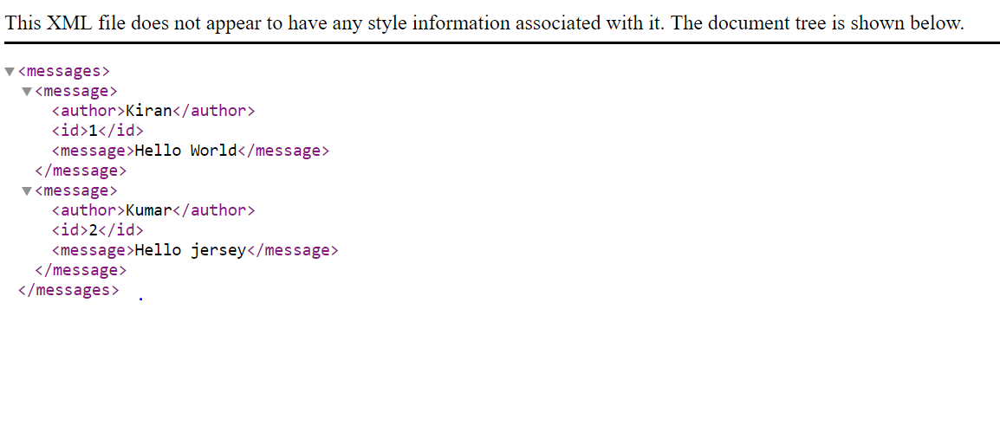 This XML file does not appear to have any style information associated with it. The document tree is shown below.
▼<messages>
▼<message>
<author>Kiran</author>
<id>1</id>
<message>Hello World</message>
</message>
▼<message>
<author>Kumar</author>
<id>2</id>
<message>Hello jersey</message>
</message>
</messages>